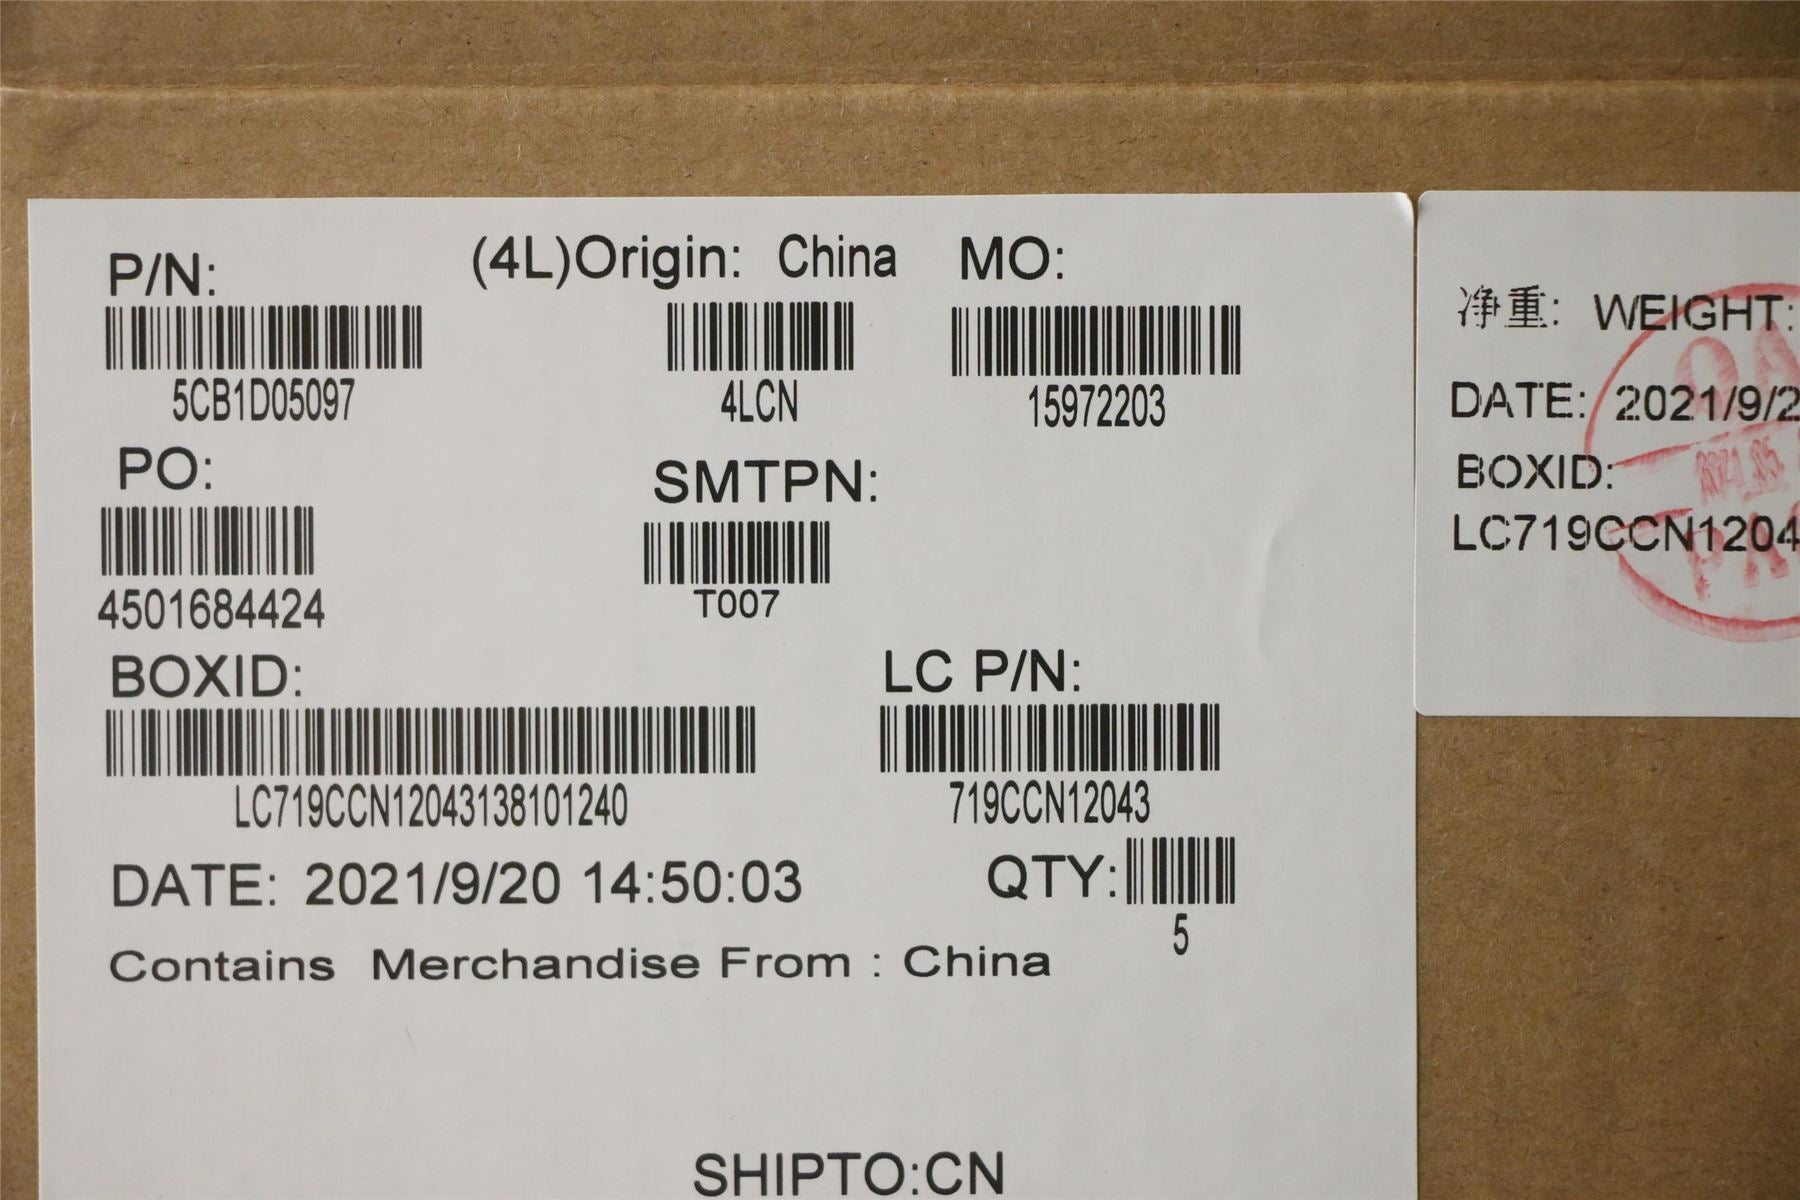 P/N: (4L)Origin: China MO:
5CB1D05097 4LCN 15972203
PO: SMTPN:
4501684424 T007
BOXID: LC P/N:
LC719CCN12043138101240 719CCN12043
DATE: 2021/9/20 14:50:03 QTY:
5
Contains Merchandise From : China
SHIPTO:CN
净重: WEIGHT:
DATE: 2021/9/2
BOXID:
LC719CCN1204